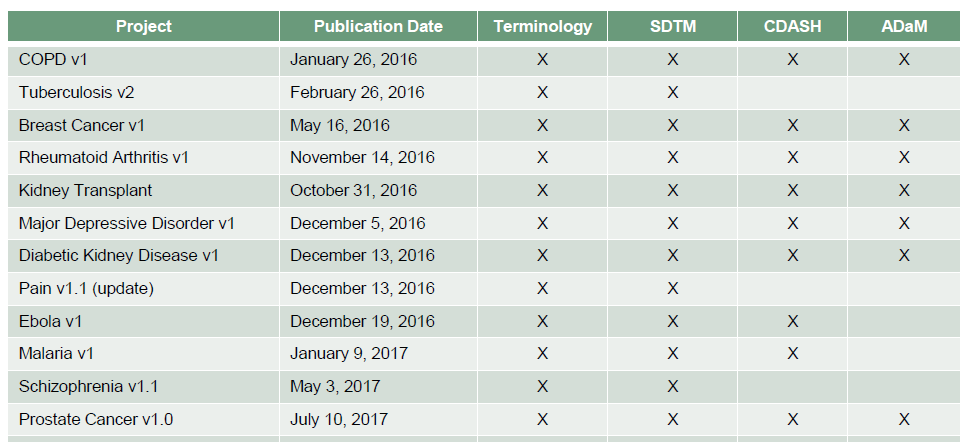 Project Publication Date Terminology SDTM CDASH ADaM
COPD v1 January 26, 2016 X X X X
Tuberculosis v2 February 26, 2016 X X
Breast Cancer v1 May 16, 2016 X X X X
Rheumatoid Arthritis v1 November 14, 2016 X X X X
Kidney Transplant October 31, 2016 X X X X
Major Depressive Disorder v1 December 5, 2016 X X X X
Diabetic Kidney Disease v1 December 13, 2016 X X X X
Pain v1.1 (update) December 13, 2016 X X
Ebola v1 December 19, 2016 X X X
Malaria v1 January 9, 2017 X X X
Schizophrenia v1.1 May 3, 2017 X X
Prostate Cancer v1.0 July 10, 2017 X X X X